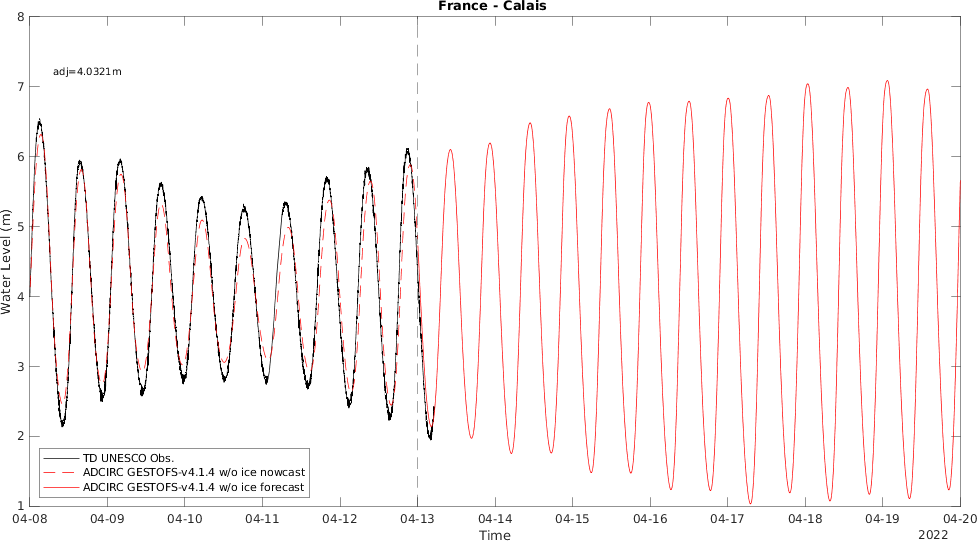 France - Calais
adj=4.0321m
Water Level (m)
8
7
6
5
4
3
2
1
TD UNESCO Obs.
ADCIRC GESTOFS-v4.1.4 w/o ice nowcast
ADCIRC GESTOFS-v4.1.4 w/o ice forecast
04-08 04-09 04-10 04-11 04-12 04-13 04-14 04-15 04-16 04-17 04-18 04-19 04-20
Time
2022